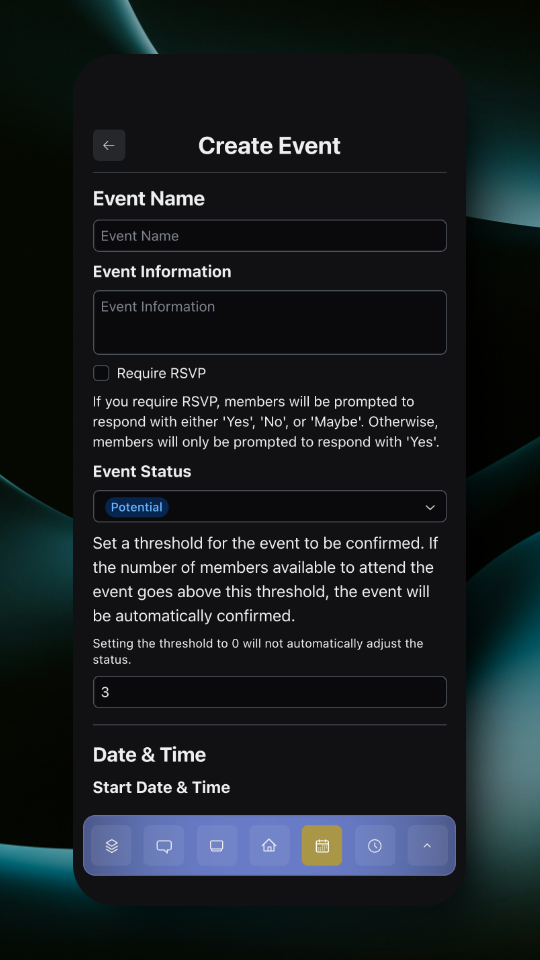 Create Event
Event Name
Event Name
Event Information
Event Information
Require RSVP
If you require RSVP, members will be prompted to
respond with either 'Yes', 'No', or 'Maybe'. Otherwise,
members will only be prompted to respond with 'Yes'.
Event Status
Potential
Set a threshold for the event to be confirmed. If
the number of members available to attend the
event goes above this threshold, the event will
be automatically confirmed.
Setting the threshold to 0 will not automatically adjust the
status.
3
Date & Time
Start Date & Time